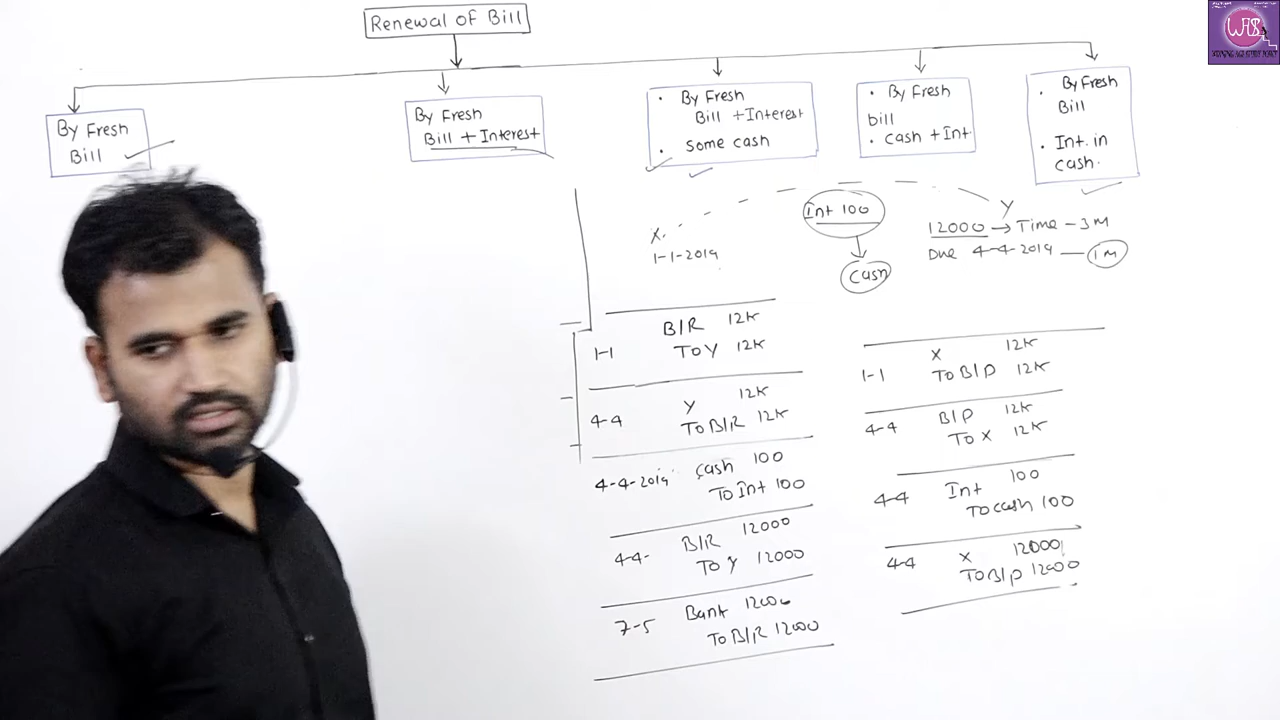 Renewal of Bill
By Fresh
Bill
By Fresh
Bill + Interest
• By Fresh
Bill + Interest
• some cash
• By Fresh
bill
• cash + Int.
• By Fresh
Bill
• Int. in
cash.
X
1-1-2019
Int 100
Cash
Y
12000 → Time - 3 M
Due 4-4-2019 — 1 M
1-1 B/R 12K
To Y 12K
4-4 Y 12K
To B/R 12K
4-4-2019 Cash 100
To Int 100
4-4- B/R 12000
To Y 12000
7-5 Bank 12000
To B/R 12000
1-1 X 12K
To B/P 12K
4-4 B/P 12K
To X 12K
4-4 Int 100
To cash 100
4-4 X 12000
To B/P 12000